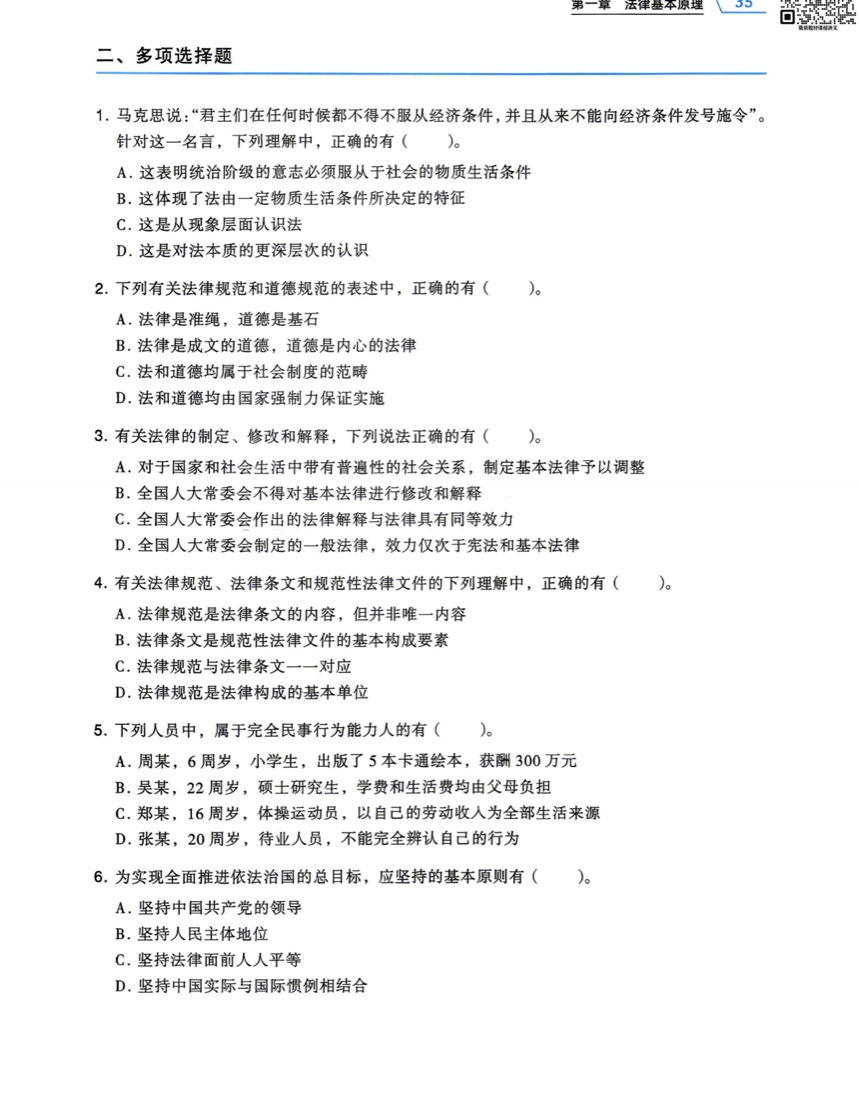 第一章 法律基本原理 35
二、多项选择题
1. 马克思说：“君主们在任何时候都不得不服从经济条件，并且从来不能向经济条件发号施令”。
针对这一名言，下列理解中，正确的有（ ）。
A. 这表明统治阶级的意志必须服从于社会的物质生活条件
B. 这体现了法由一定物质生活条件所决定的特征
C. 这是从现象层面认识法
D. 这是对法本质的更深层次的认识
2. 下列有关法律规范和道德规范的表述中，正确的有（ ）。
A. 法律是准绳，道德是基石
B. 法律是成文的道德，道德是内心的法律
C. 法和道德均属于社会制度的范畴
D. 法和道德均由国家强制力保证实施
3. 有关法律的制定、修改和解释，下列说法正确的有（ ）。
A. 对于国家和社会生活中带有普遍性的社会关系，制定基本法律予以调整
B. 全国人大常委会不得对基本法律进行修改和解释
C. 全国人大常委会作出的法律解释与法律具有同等效力
D. 全国人大常委会制定的一般法律，效力仅次于宪法和基本法律
4. 有关法律规范、法律条文和规范性法律文件的下列理解中，正确的有（ ）。
A. 法律规范是法律条文的内容，但并非唯一内容
B. 法律条文是规范性法律文件的基本构成要素
C. 法律规范与法律条文一一对应
D. 法律规范是法律构成的基本单位
5. 下列人员中，属于完全民事行为能力人的有（ ）。
A. 周某，6 周岁，小学生，出版了 5 本卡通绘本，获酬 300 万元
B. 吴某，22 周岁，硕士研究生，学费和生活费均由父母负担
C. 郑某，16 周岁，体操运动员，以自己的劳动收入为全部生活来源
D. 张某，20 周岁，待业人员，不能完全辨认自己的行为
6. 为实现全面推进依法治国的总目标，应坚持的基本原则有（ ）。
A. 坚持中国共产党的领导
B. 坚持人民主体地位
C. 坚持法律面前人人平等
D. 坚持中国实际与国际惯例相结合